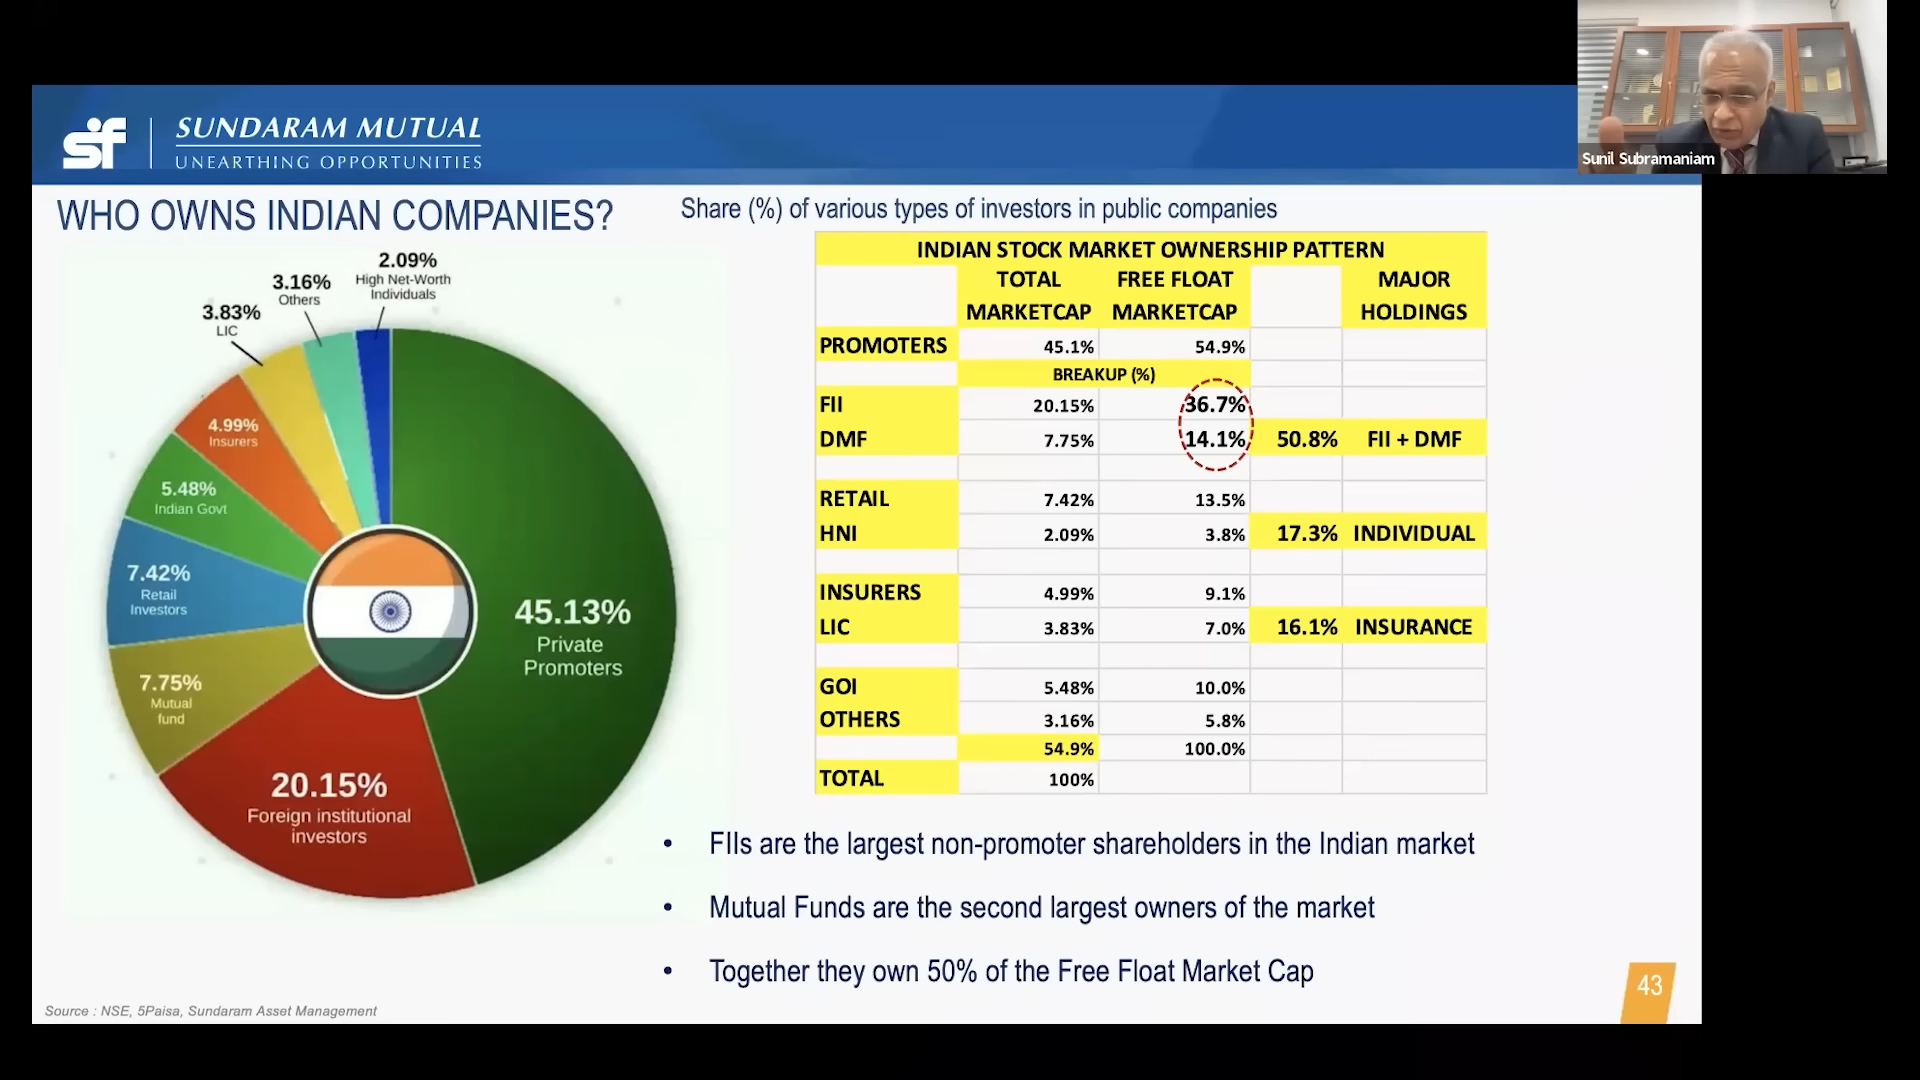 Sunil Subramaniam
sf
SUNDARAM MUTUAL
UNEARTHING OPPORTUNITIES
WHO OWNS INDIAN COMPANIES?
2.09%
High Net-Worth
Individuals
3.16%
Others
3.83%
LIC
4.99%
Insurers
5.48%
Indian Govt
7.42%
Retail
Investors
7.75%
Mutual
fund
20.15%
Foreign institutional
investors
45.13%
Private
Promoters
Share (%) of various types of investors in public companies
INDIAN STOCK MARKET OWNERSHIP PATTERN
TOTAL FREE FLOAT MAJOR
MARKETCAP MARKETCAP HOLDINGS
PROMOTERS 45.1% 54.9%
BREAKUP (%)
FII 20.15% 36.7%
DMF 7.75% 14.1% 50.8% FII + DMF
RETAIL 7.42% 13.5%
HNI 2.09% 3.8% 17.3% INDIVIDUAL
INSURERS 4.99% 9.1%
LIC 3.83% 7.0% 16.1% INSURANCE
GOI 5.48% 10.0%
OTHERS 3.16% 5.8%
54.9% 100.0%
TOTAL 100%
• FIIs are the largest non-promoter shareholders in the Indian market
• Mutual Funds are the second largest owners of the market
• Together they own 50% of the Free Float Market Cap
43
Source : NSE, 5Paisa, Sundaram Asset Management